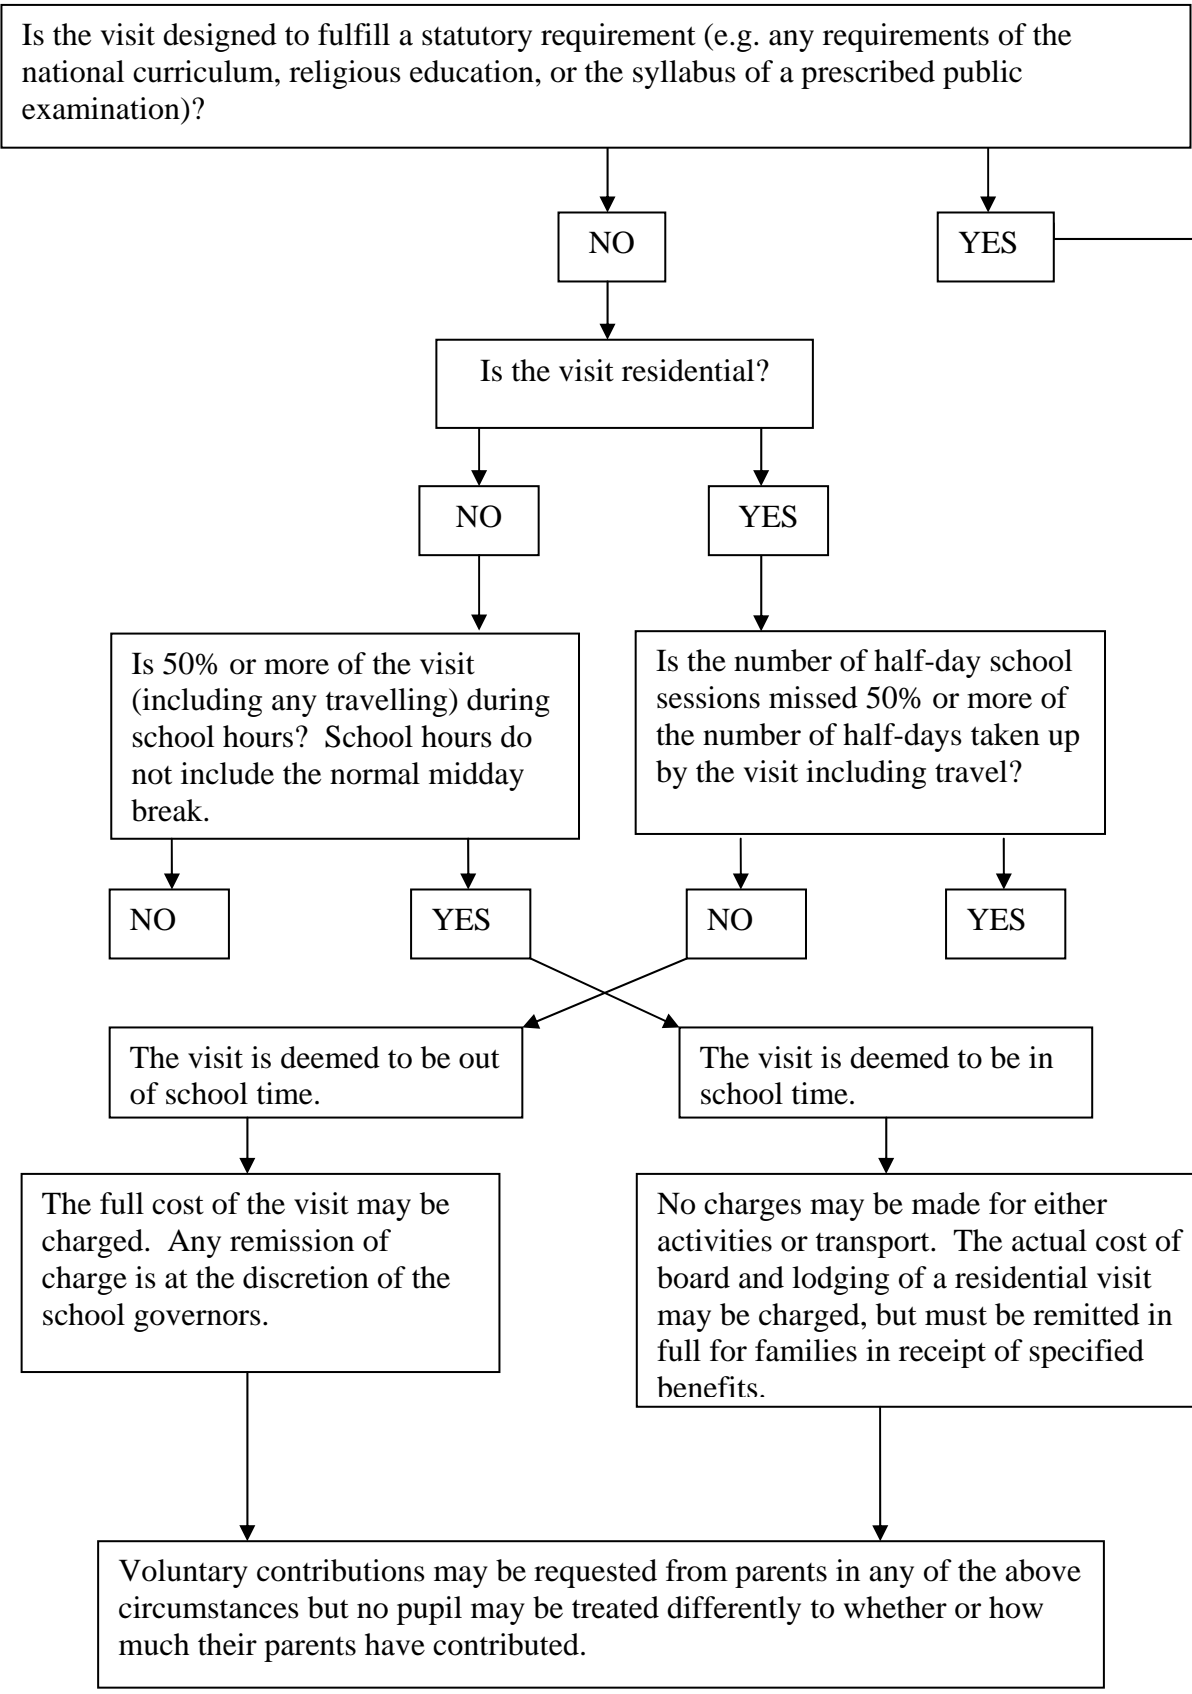 Is the visit designed to fulfill a statutory requirement (e.g. any requirements of the
national curriculum, religious education, or the syllabus of a prescribed public
examination)?
NO
YES
Is the visit residential?
NO
YES
Is 50% or more of the visit
(including any travelling) during
school hours?  School hours do
not include the normal midday
break.
Is the number of half-day school
sessions missed 50% or more of
the number of half-days taken up
by the visit including travel?
NO
YES
NO
YES
The visit is deemed to be out
of school time.
The visit is deemed to be in
school time.
The full cost of the visit may be
charged.  Any remission of
charge is at the discretion of the
school governors.
No charges may be made for either
activities or transport.  The actual cost of
board and lodging of a residential visit
may be charged, but must be remitted in
full for families in receipt of specified
benefits.
Voluntary contributions may be requested from parents in any of the above
circumstances but no pupil may be treated differently to whether or how
much their parents have contributed.